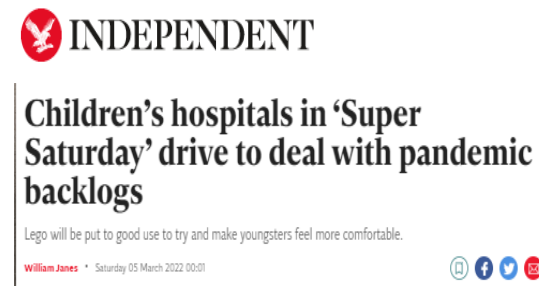 INDEPENDENT
Children’s hospitals in ‘Super
Saturday’ drive to deal with pandemic
backlogs
Lego will be put to good use to try and make youngsters feel more comfortable.
William Janes • Saturday 05 March 2022 00:01